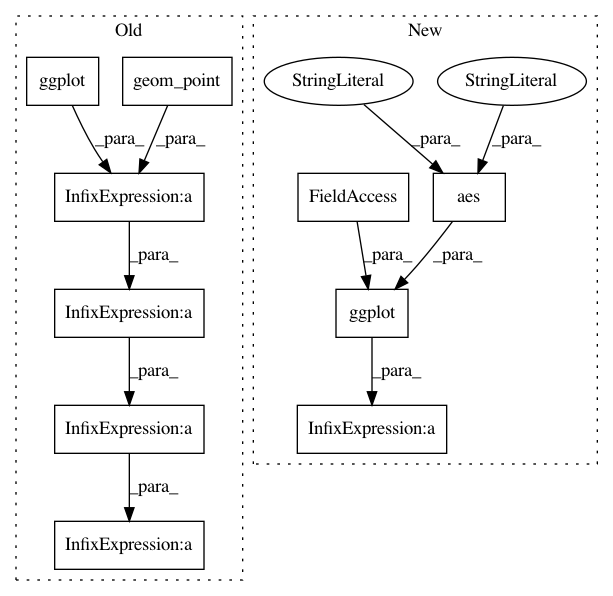 Old
New
ggplot
geom_point
StringLiteral
StringLiteral
_para_
_para_
_para_
_para_
InfixExpression:a
FieldAccess
aes
_para_
_para_
_para_
InfixExpression:a
ggplot
_para_
_para_
InfixExpression:a
InfixExpression:a
_para_
InfixExpression:a